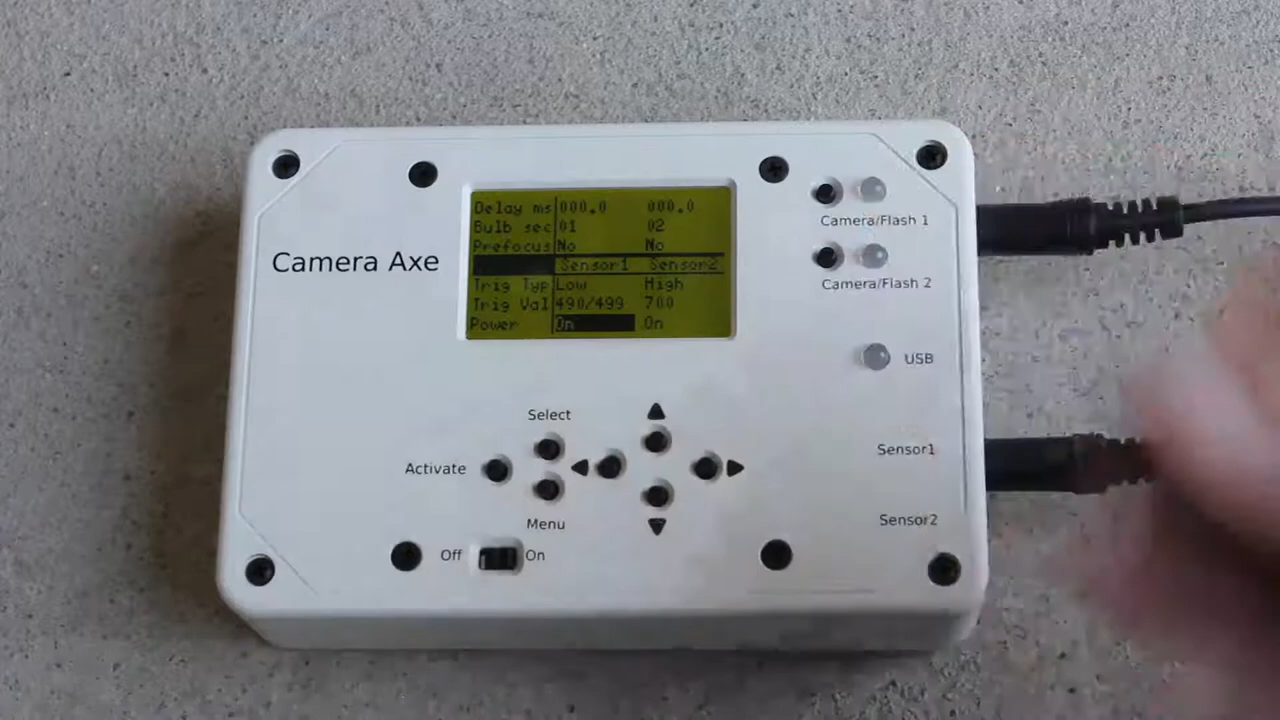 Delay ms 000.0 000.0
Bulb sec 01 02
Prefocus No No
Sensor1 Sensor2
Trig Typ Low High
Trig Val 490/499 700
Power On On
Camera Axe
Camera/Flash 1
Camera/Flash 2
USB
Select
Activate
Menu
Sensor1
Sensor2
Off On